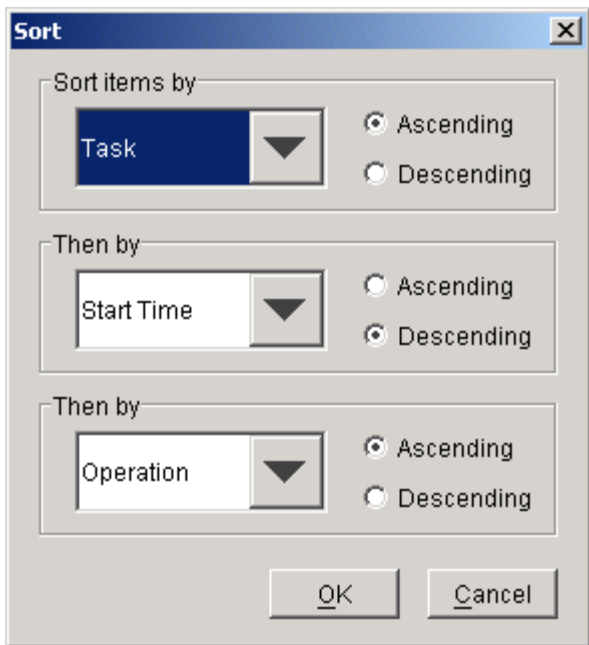 Sort
Sort items by
Task
Ascending
Descending
Then by
Start Time
Ascending
Descending
Then by
Operation
Ascending
Descending
OK
Cancel